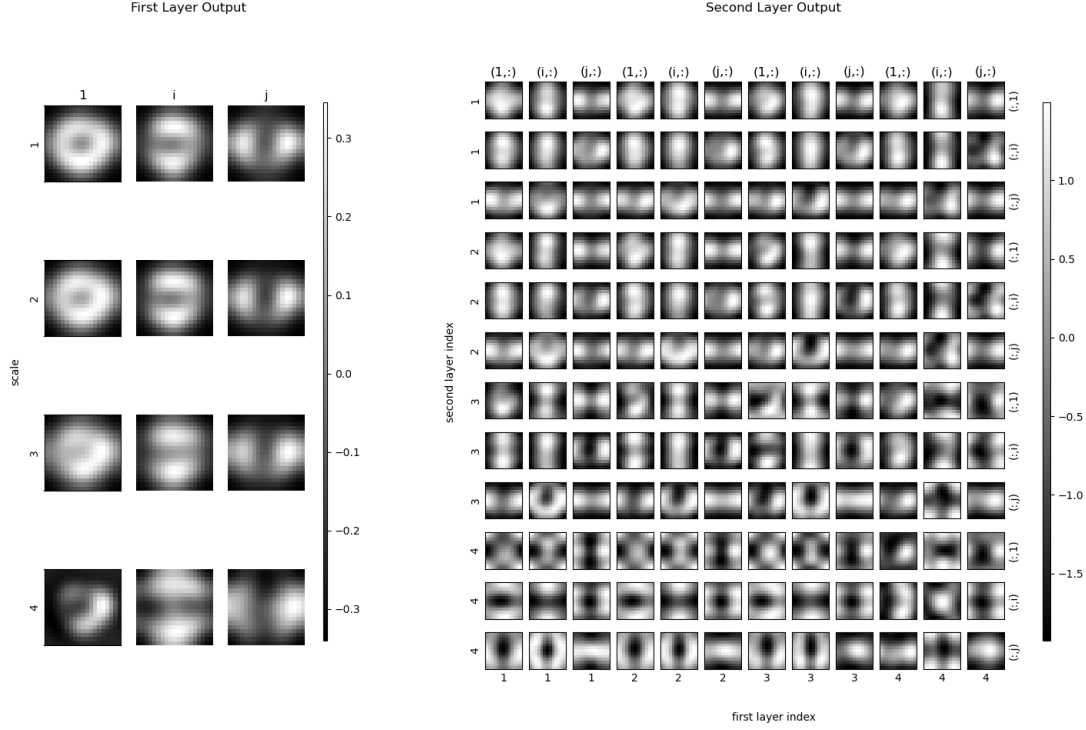 First Layer Output
Second Layer Output
1 i j
scale
1
2
3
4
0.3
0.2
0.1
0.0
−0.1
−0.2
−0.3
(1,:) (i,:) (j,:) (1,:) (i,:) (j,:) (1,:) (i,:) (j,:) (1,:) (i,:) (j,:)
second layer index
1 (:,1)
1 (:,i)
1 (:,j)
2 (:,1)
2 (:,i)
2 (:,j)
3 (:,1)
3 (:,i)
3 (:,j)
4 (:,1)
4 (:,i)
4 (:,j)
1 1 1 2 2 2 3 3 3 4 4 4
first layer index
1.0
0.5
0.0
−0.5
−1.0
−1.5